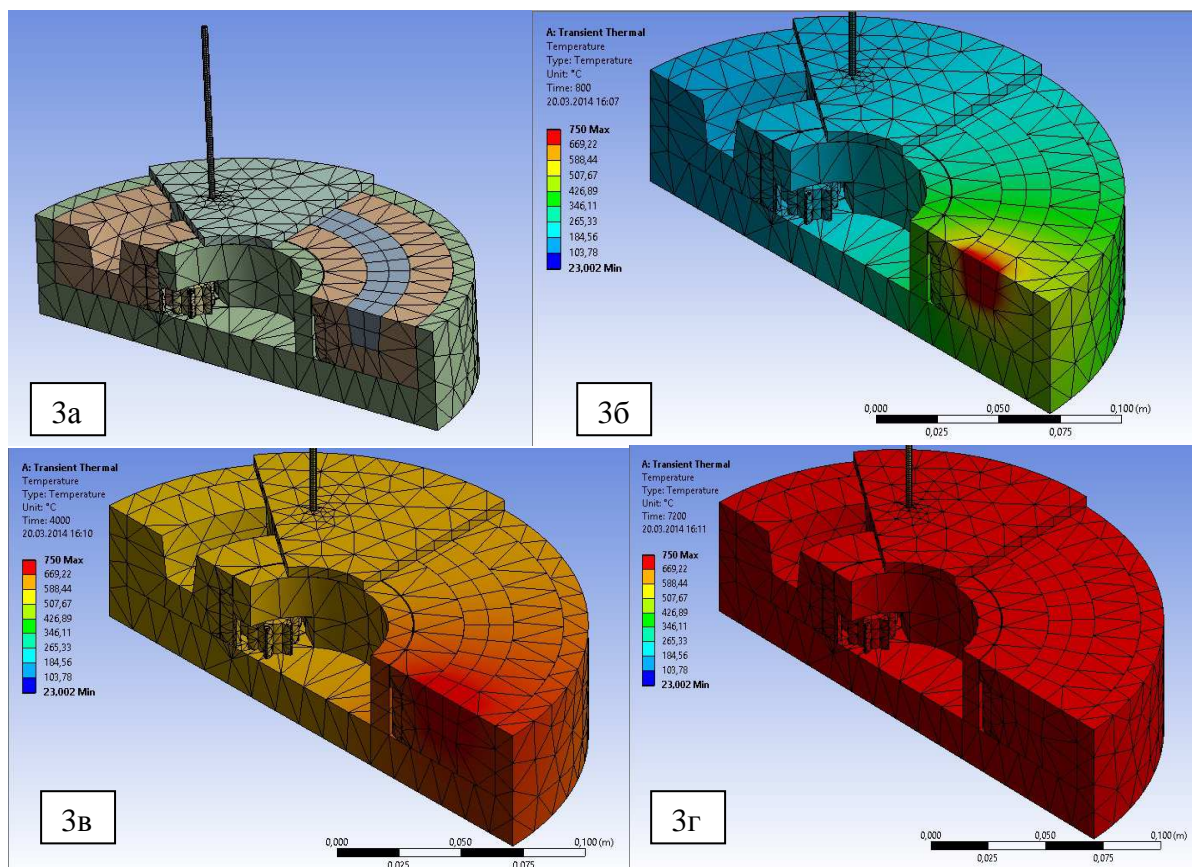 3а
A: Transient Thermal
Temperature
Type: Temperature
Unit: °C
Time: 800
20.03.2014 16:07
750 Max
669,22
588,44
507,67
426,89
346,11
265,33
184,56
103,78
23,002 Min
0,000
0,050
0,100 (m)
0,025
0,075
3б
A: Transient Thermal
Temperature
Type: Temperature
Unit: °C
Time: 4000
20.03.2014 16:10
750 Max
669,22
588,44
507,67
426,89
346,11
265,33
184,56
103,78
23,002 Min
0,000
0,050
0,100 (m)
0,025
0,075
3в
A: Transient Thermal
Temperature
Type: Temperature
Unit: °C
Time: 7200
20.03.2014 16:11
750 Max
669,22
588,44
507,67
426,89
346,11
265,33
184,56
103,78
23,002 Min
0,000
0,050
0,100 (m)
0,025
0,075
3г